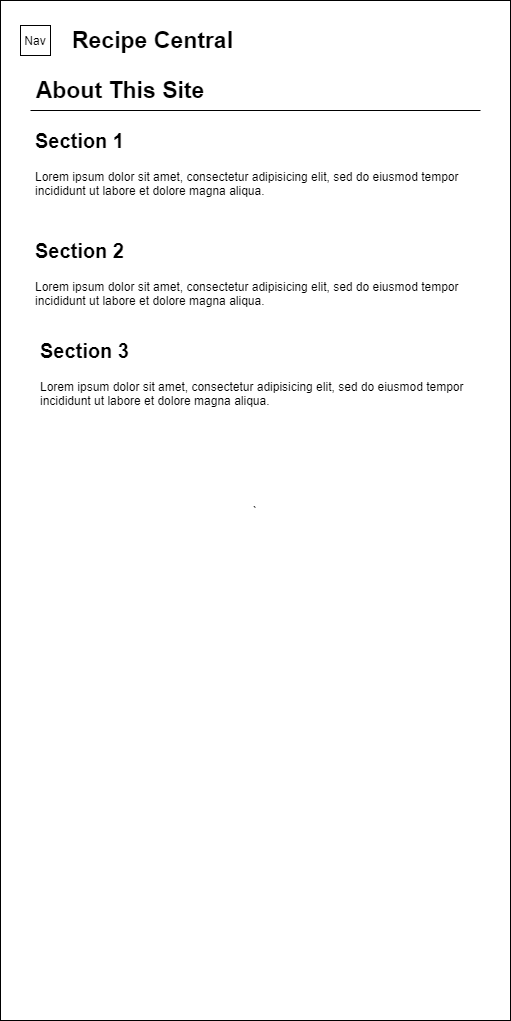 Nav
Recipe Central
About This Site
Section 1
Lorem ipsum dolor sit amet, consectetur adipisicing elit, sed do eiusmod tempor
incididunt ut labore et dolore magna aliqua.
Section 2
Lorem ipsum dolor sit amet, consectetur adipisicing elit, sed do eiusmod tempor
incididunt ut labore et dolore magna aliqua.
Section 3
Lorem ipsum dolor sit amet, consectetur adipisicing elit, sed do eiusmod tempor
incididunt ut labore et dolore magna aliqua.
`